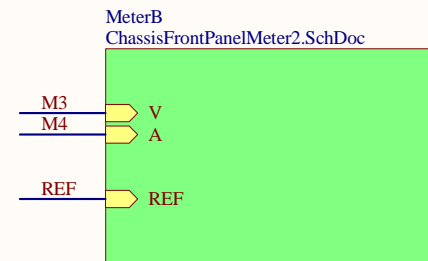 MeterB
ChassisFrontPanelMeter2.SchDoc
M3
V
M4
A
REF
REF